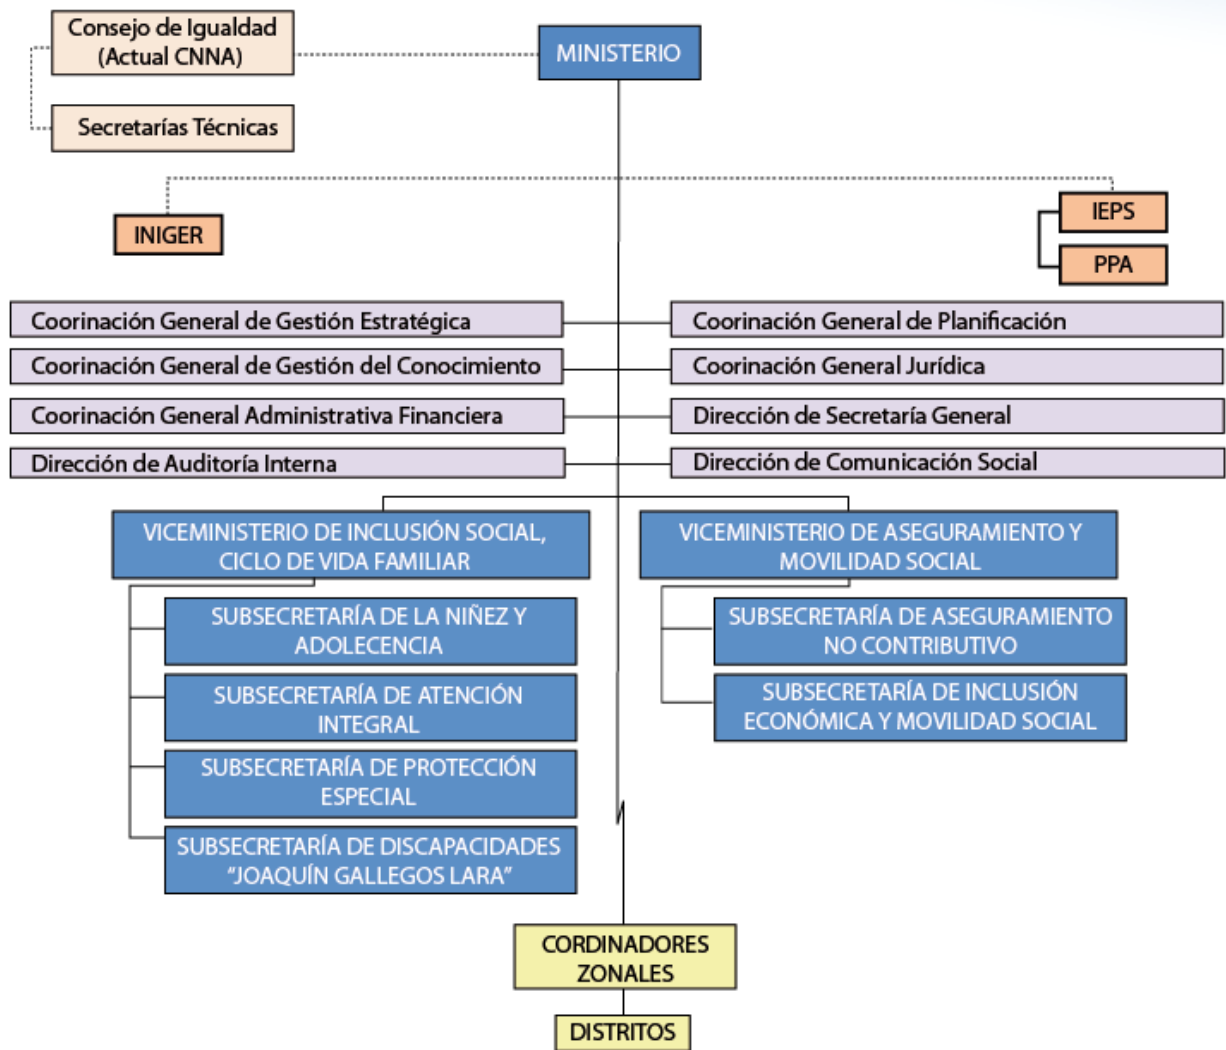 Consejo de Igualdad
(Actual CNNA)
MINISTERIO
Secretarías Técnicas
INIGER
IEPS
PPA
Coorinación General de Gestión Estratégica
Coorinación General de Planificación
Coorinación General de Gestión del Conocimiento
Coorinación General Jurídica
Coorinación General Administrativa Financiera
Dirección de Secretaría General
Dirección de Auditoría Interna
Dirección de Comunicación Social
VICEMINISTERIO DE INCLUSIÓN SOCIAL,
CICLO DE VIDA FAMILIAR
VICEMINISTERIO DE ASEGURAMIENTO Y
MOVILIDAD SOCIAL
SUBSECRETARÍA DE LA NIÑEZ Y
ADOLECENCIA
SUBSECRETARÍA DE ATENCIÓN
INTEGRAL
SUBSECRETARÍA DE PROTECCIÓN
ESPECIAL
SUBSECRETARÍA DE DISCAPACIDADES
“JOAQUÍN GALLEGOS LARA”
SUBSECRETARÍA DE ASEGURAMIENTO
NO CONTRIBUTIVO
SUBSECRETARÍA DE INCLUSIÓN
ECONÓMICA Y MOVILIDAD SOCIAL
CORDINADORES
ZONALES
DISTRITOS